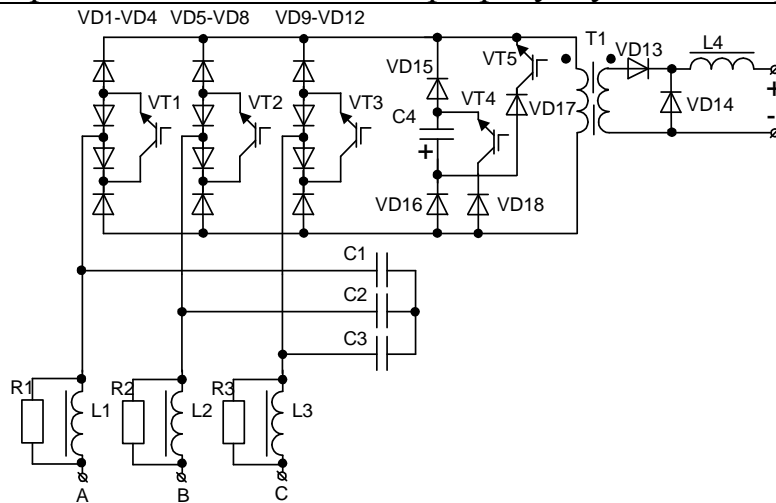 VD1-VD4 VD5-VD8 VD9-VD12
T1
VD13 L4
VT5
VD15
VT1 VT2 VT3 VT4 VD17 VD14
C4
+
+
-
VD16 VD18
C1
C2
C3
R1 L1 R2 L2 R3 L3
A B C